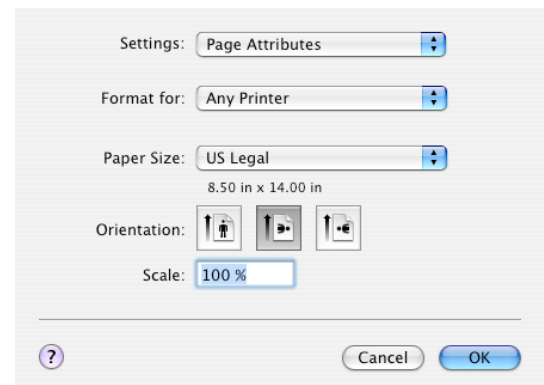 Settings: Page Attributes
Format for: Any Printer
Paper Size: US Legal
8.50 in x 14.00 in
Orientation:
Scale: 100 %
? Cancel OK